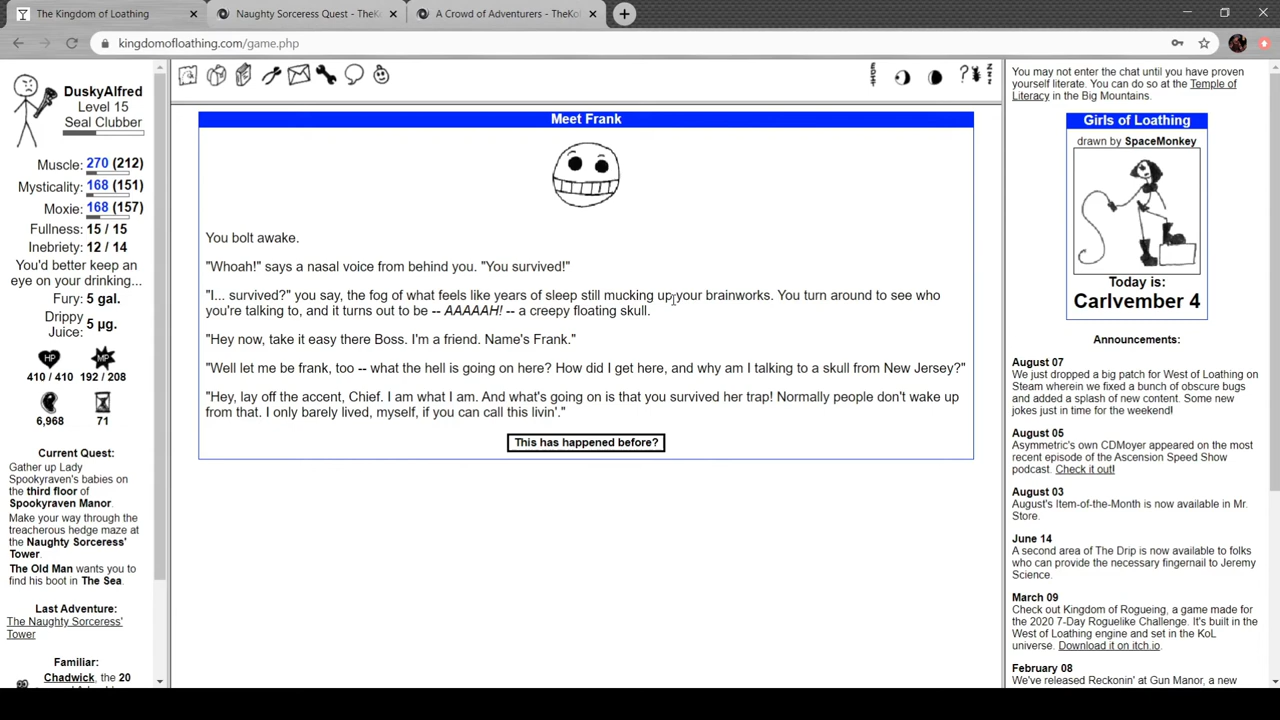 The Kingdom of Loathing
Naughty Sorceress Quest - TheK
A Crowd of Adventurers - TheKo
kingdomofloathing.com/game.php
DuskyAlfred
Level 15
Seal Clubber
Muscle: 270 (212)
Mysticality: 168 (151)
Moxie: 168 (157)
Fullness: 15 / 15
Inebriety: 12 / 14
You'd better keep an
eye on your drinking...
Fury: 5 gal.
Drippy
Juice: 5 µg.
HP
MP
410 / 410
192 / 208
6,968
71
Current Quest:
Gather up Lady
Spookyraven's babies
on the third floor of
Spookyraven Manor.
Make your way through the
treacherous hedge maze at
the Naughty Sorceress'
Tower.
The Old Man wants you to
find his boot in The Sea.
Last Adventure:
The Naughty Sorceress'
Tower
Familiar:
Chadwick, the 20
Meet Frank
You bolt awake.
"Whoah!" says a nasal voice from behind you. "You survived!"
"I... survived?" you say, the fog of what feels like years of sleep still mucking up your brainworks. You turn around to see who
you're talking to, and it turns out to be -- AAAAAH! -- a creepy floating skull.
"Hey now, take it easy there Boss. I'm a friend. Name's Frank."
"Well let me be frank, too -- what the hell is going on here? How did I get here, and why am I talking to a skull from New Jersey?"
"Hey, lay off the accent, Chief. I am what I am. And what's going on is that you survived her trap! Normally people don't wake up
from that. I only barely lived, myself, if you can call this livin'."
This has happened before?
You may not enter the chat until you have proven
yourself literate. You can do so at the Temple of
Literacy in the Big Mountains.
Girls of Loathing
drawn by SpaceMonkey
Today is:
Carlvember 4
Announcements:
August 07
We just dropped a big patch for West of Loathing on
Steam wherein we fixed a bunch of obscure bugs
and added a splash of new content. Some new
jokes just in time for the weekend!
August 05
Asymmetric's own CDMoyer appeared on the most
recent episode of the Ascension Speed Show
podcast. Check it out!
August 03
August's Item-of-the-Month is now available in Mr.
Store.
June 14
A second area of The Drip is now available to folks
who can provide the necessary fingernail to Jeremy
Science.
March 09
Check out Kingdom of Rogueing, a game made for
the 2020 7-Day Roguelike Challenge. It's built in the
West of Loathing engine and set in the KoL
universe. Download it on itch.io.
February 08
We've released Reckonin' at Gun Manor, a new